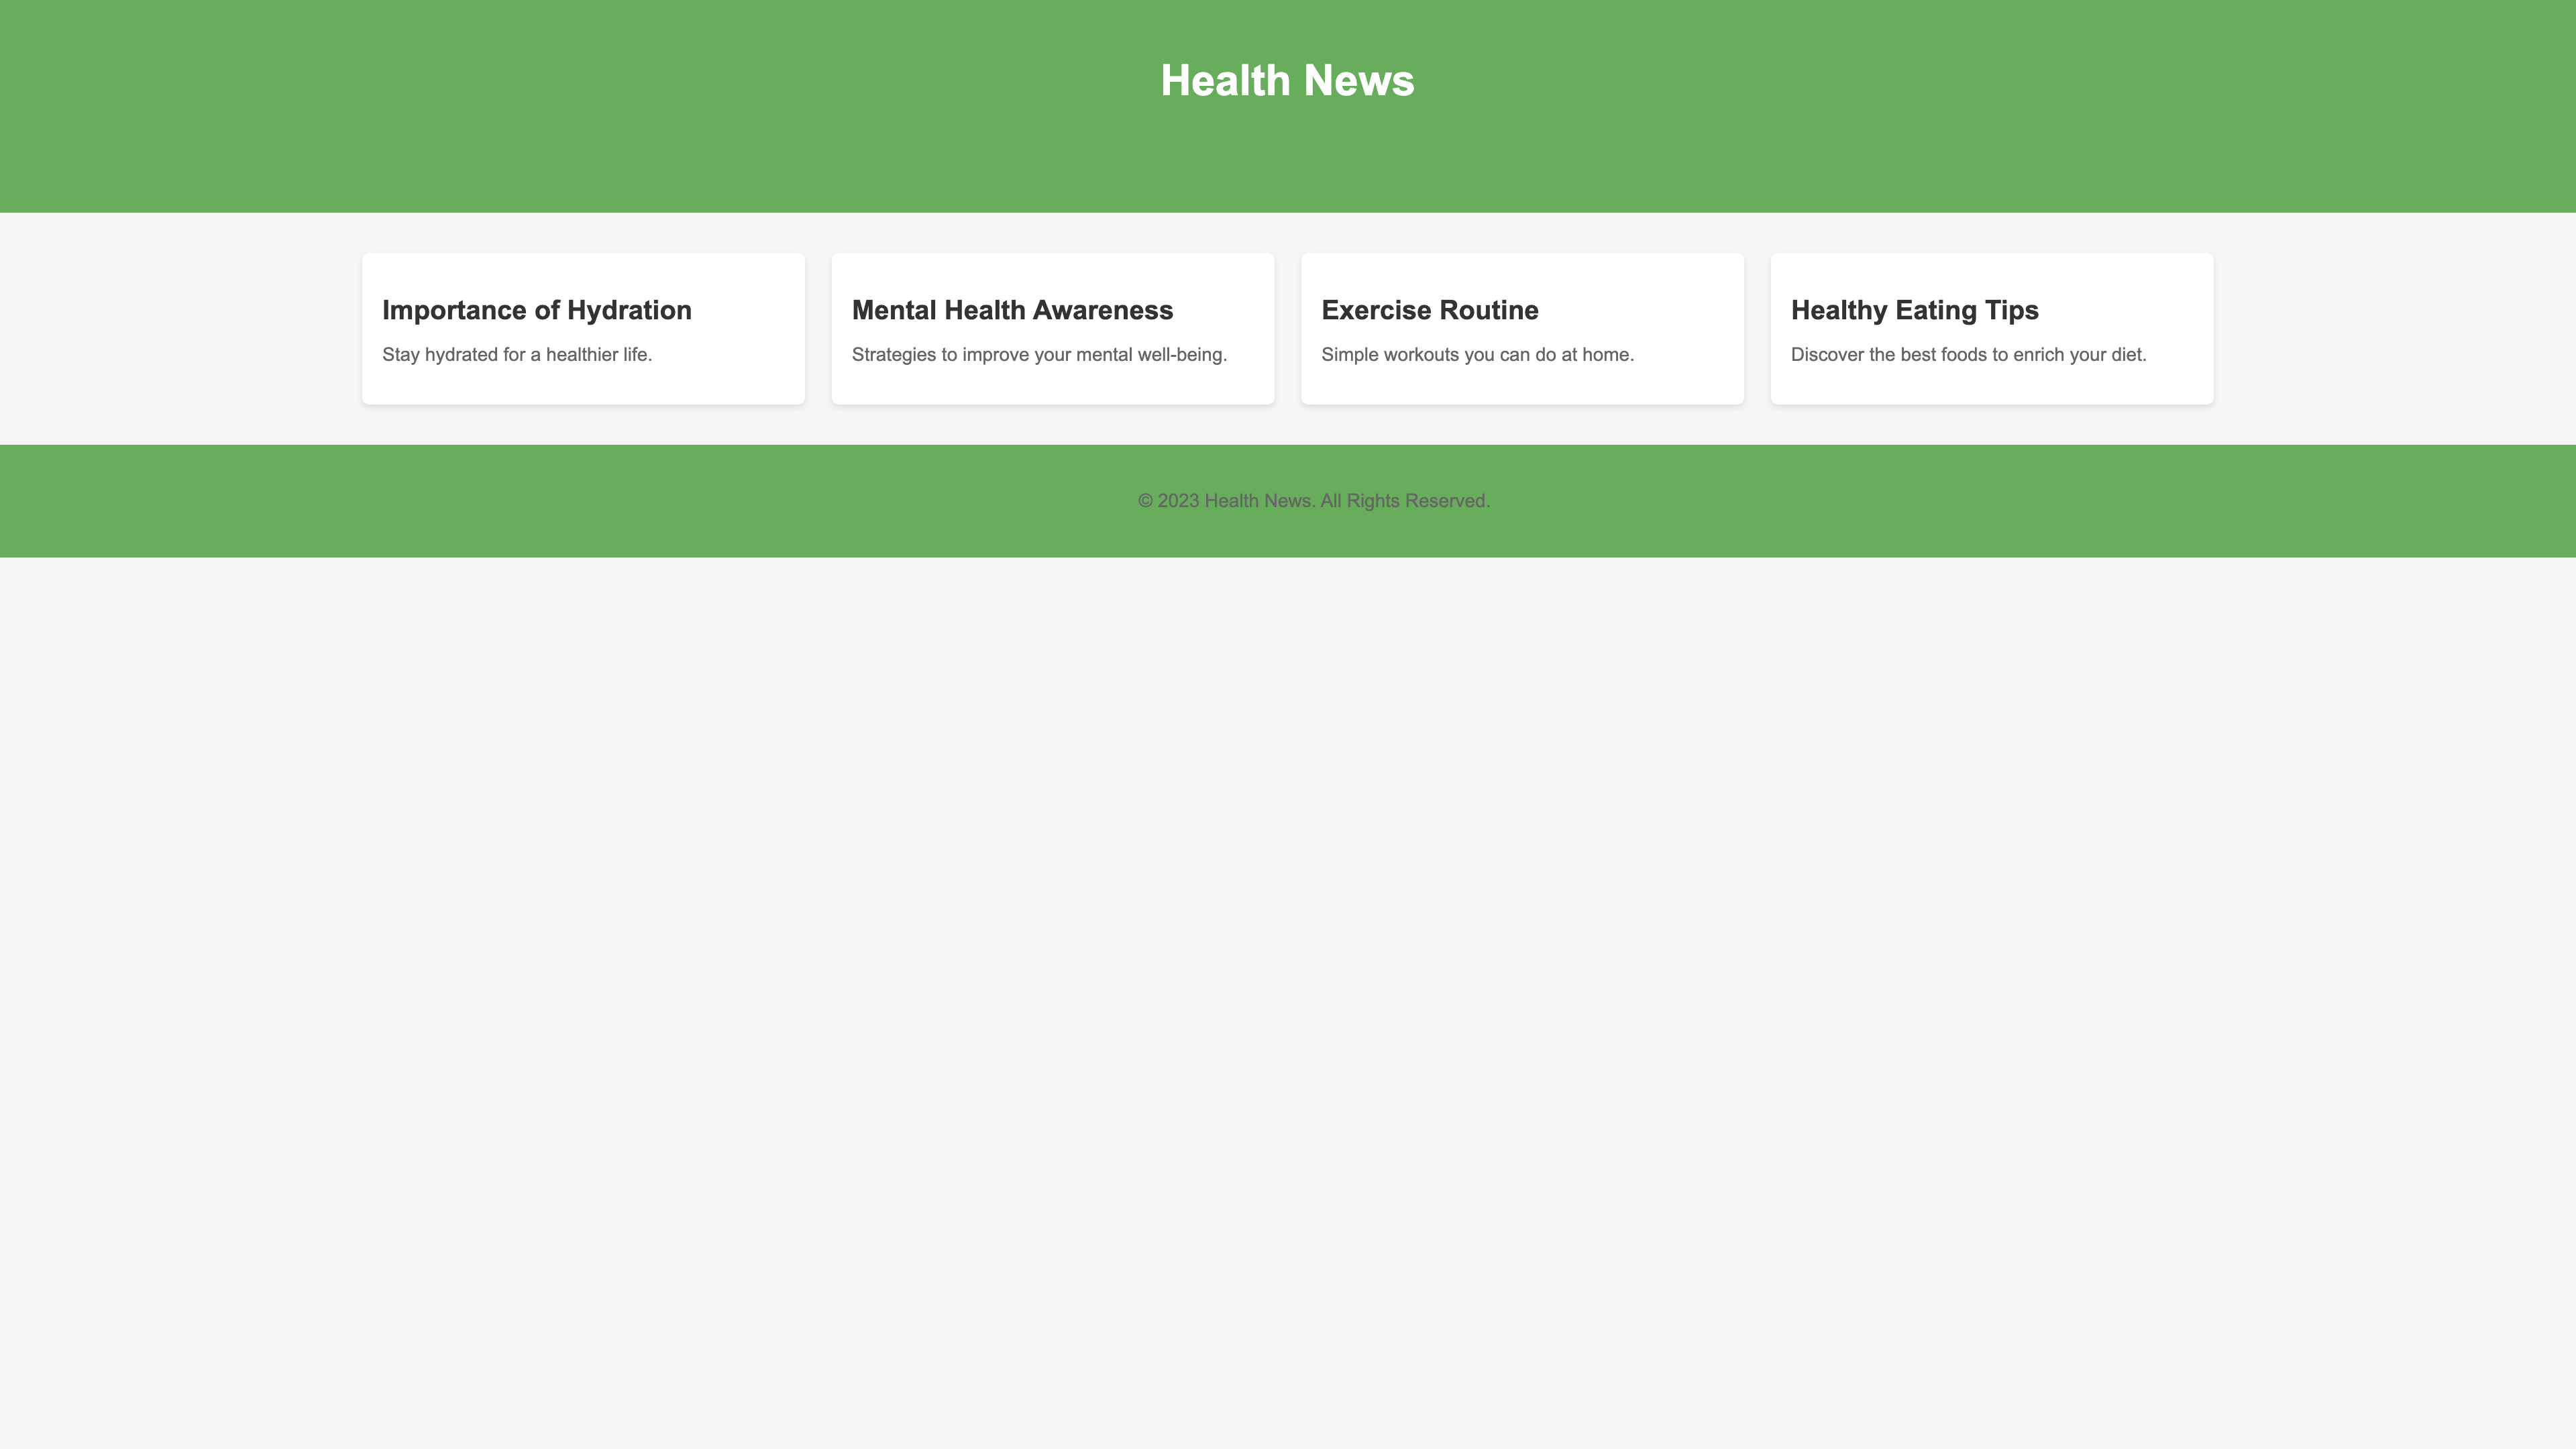 Health News
Importance of Hydration
Stay hydrated for a healthier life.
Mental Health Awareness
Strategies to improve your mental well-being.
Exercise Routine
Simple workouts you can do at home.
Healthy Eating Tips
Discover the best foods to enrich your diet.
© 2023 Health News. All Rights Reserved.